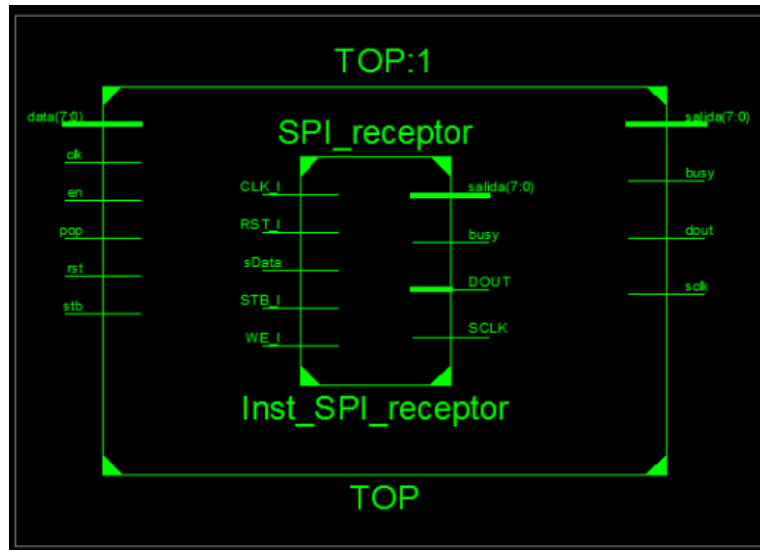 TOP:1
data(7:0)
clk
en
pop
rst
stb
SPI_receptor
CLK_I
RST_I
sData
STB_I
WE_I
salida(7:0)
busy
DOUT
SCLK
Inst_SPI_receptor
salida(7:0)
busy
dout
sclk
TOP